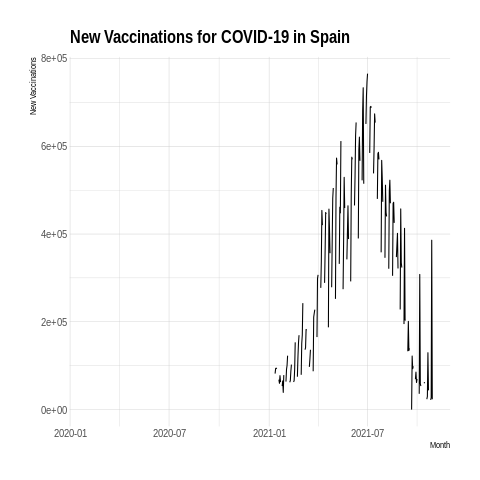 New Vaccinations for COVID-19 in Spain
New Vaccinations
8e+05
6e+05
4e+05
2e+05
0e+00
2020-01 2020-07 2021-01 2021-07
Month